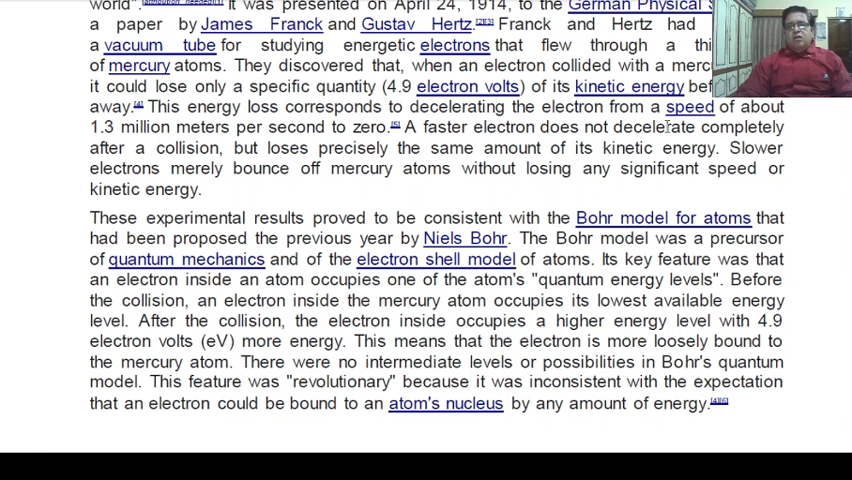 world".[attribution needed][1] It was presented on April 24, 1914, to the German Physical S
a paper by James Franck and Gustav Hertz.[2][3] Franck and Hertz had
a vacuum tube for studying energetic electrons that flew through a thi
of mercury atoms. They discovered that, when an electron collided with a merc
it could lose only a specific quantity (4.9 electron volts) of its kinetic energy bef
away.[4] This energy loss corresponds to decelerating the electron from a speed of about
1.3 million meters per second to zero.[5] A faster electron does not decelerate completely
after a collision, but loses precisely the same amount of its kinetic energy. Slower
electrons merely bounce off mercury atoms without losing any significant speed or
kinetic energy.
These experimental results proved to be consistent with the Bohr model for atoms that
had been proposed the previous year by Niels Bohr. The Bohr model was a precursor
of quantum mechanics and of the electron shell model of atoms. Its key feature was that
an electron inside an atom occupies one of the atom's "quantum energy levels". Before
the collision, an electron inside the mercury atom occupies its lowest available energy
level. After the collision, the electron inside occupies a higher energy level with 4.9
electron volts (eV) more energy. This means that the electron is more loosely bound to
the mercury atom. There were no intermediate levels or possibilities in Bohr's quantum
model. This feature was "revolutionary" because it was inconsistent with the expectation
that an electron could be bound to an atom's nucleus by any amount of energy.[4][6]